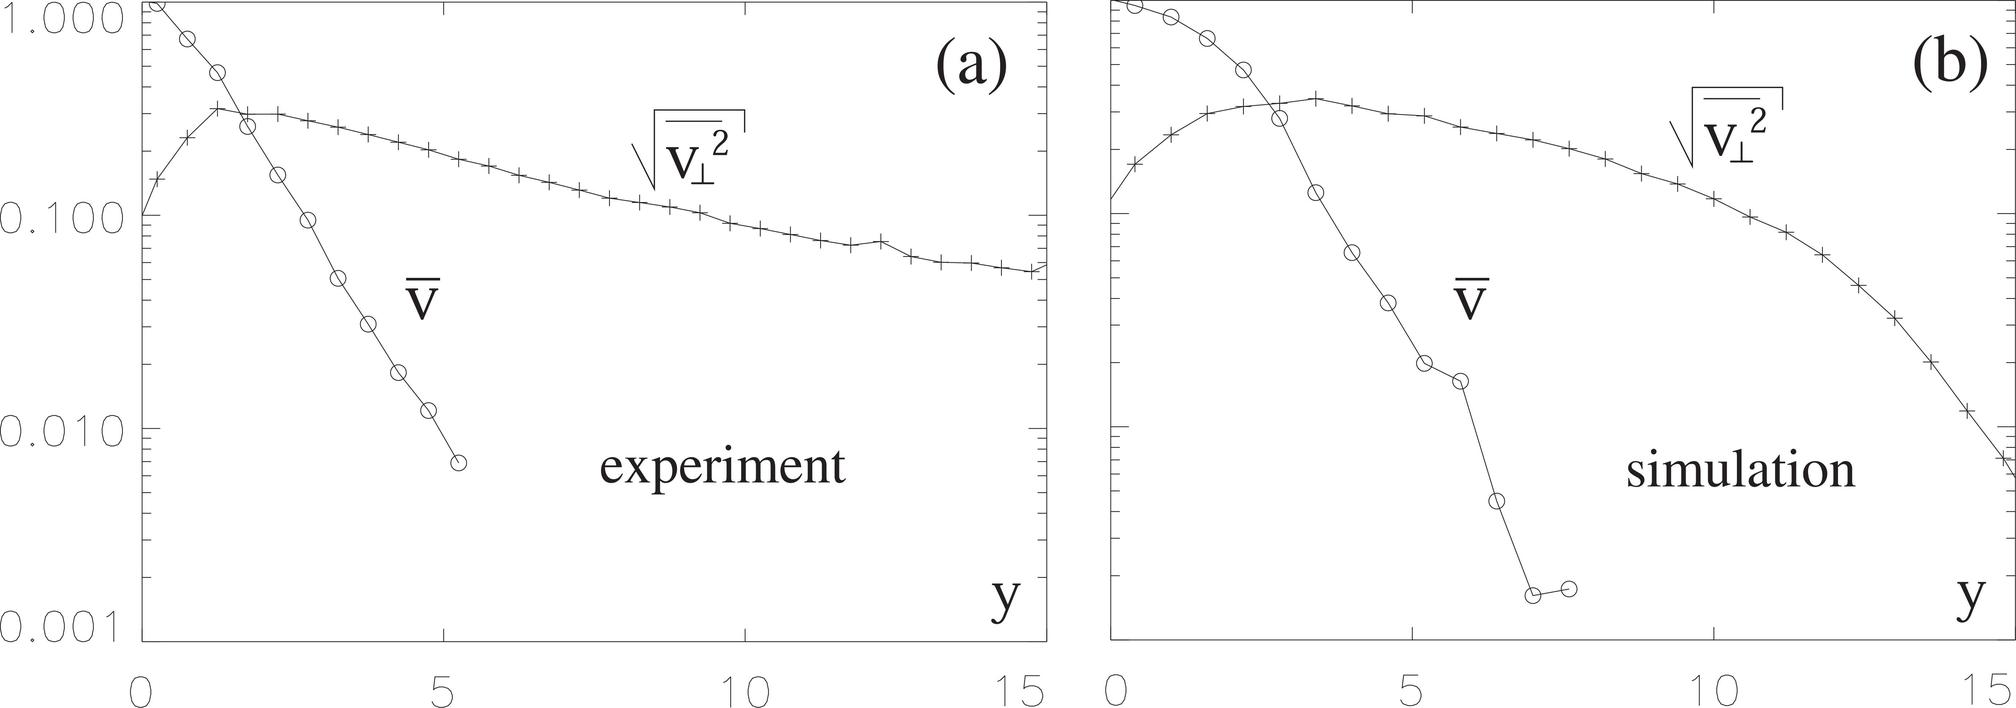 1.000
0.100
0.010
0.001
0
5
10
15
(a)
√v⊥²
v̅
experiment
y
0
5
10
15
(b)
√v⊥²
v̅
simulation
y